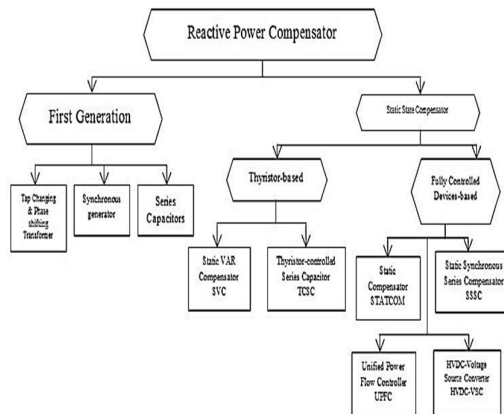 Reactive Power Compensator
First Generation
Static State Compensator
Tap Changing
& Phase
shifting
Transformer
Synchronous
generator
Series
Capacitors
Thyristor-based
Fully Controlled
Devices-based
Static VAR
Compensator
SVC
Thyristor-controlled
Series Capacitor
TCSC
Static
Compensator
STATCOM
Static Synchronous
Series Compensator
SSSC
Unified Power
Flow Controller
UPFC
HVDC-Voltage
Source Converter
HVDC-VSC